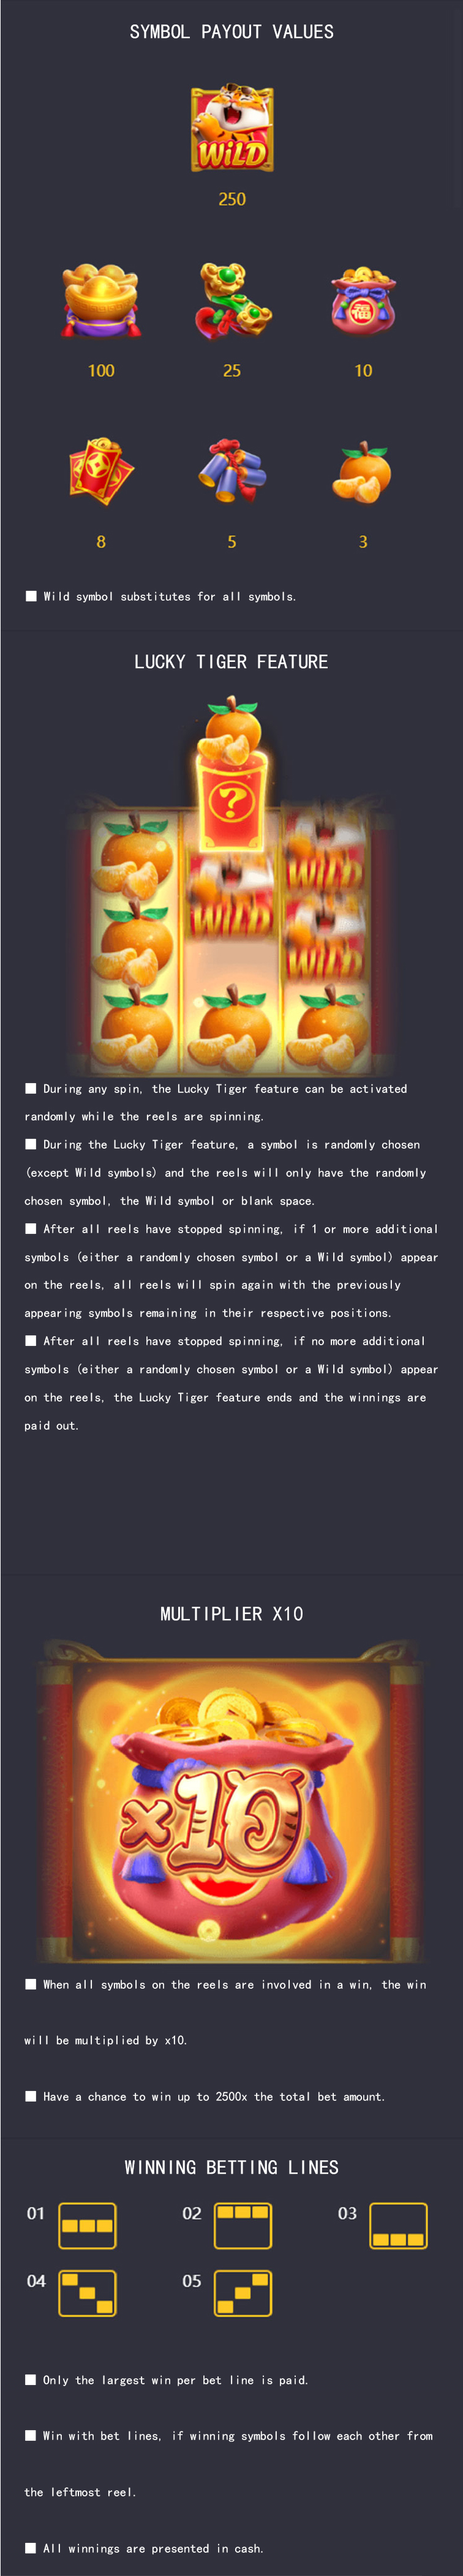 SYMBOL PAYOUT VALUES
WiLD
250
100 25 10
8 5 3
■ Wild symbol substitutes for all symbols.
LUCKY TIGER FEATURE
?
WILD WILD
WILD
■ During any spin, the Lucky Tiger feature can be activated
randomly while the reels are spinning.
■ During the Lucky Tiger feature, a symbol is randomly chosen
(except Wild symbols) and the reels will only have the randomly
chosen symbol, the Wild symbol or blank space.
■ After all reels have stopped spinning, if 1 or more additional
symbols (either a randomly chosen symbol or a Wild symbol) appear
on the reels, all reels will spin again with the previously
appearing symbols remaining in their respective positions.
■ After all reels have stopped spinning, if no more additional
symbols (either a randomly chosen symbol or a Wild symbol) appear
on the reels, the Lucky Tiger feature ends and the winnings are
paid out.
MULTIPLIER X10
x10
■ When all symbols on the reels are involved in a win, the win
will be multiplied by x10.
■ Have a chance to win up to 2500x the total bet amount.
WINNING BETTING LINES
01 02 03
04 05
■ Only the largest win per bet line is paid.
■ Win with bet lines, if winning symbols follow each other from
the leftmost reel.
■ All winnings are presented in cash.